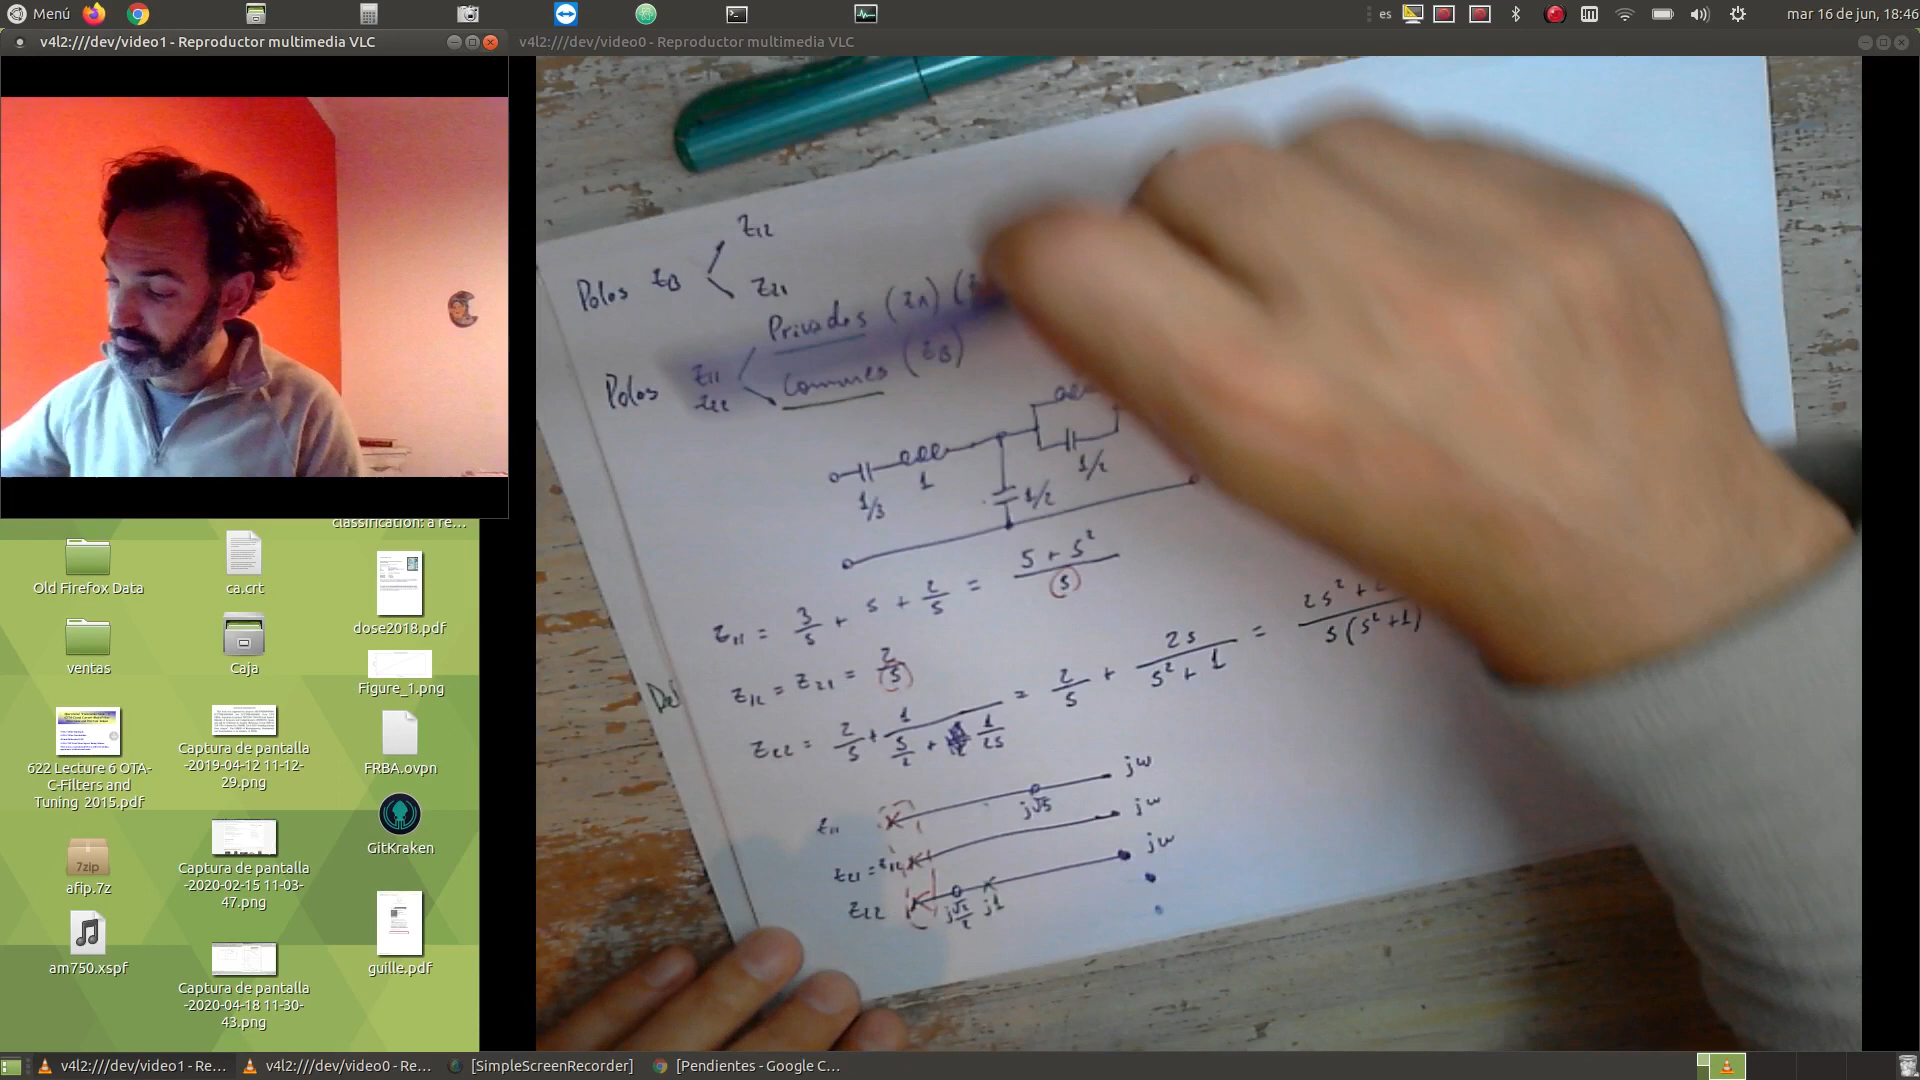 Menú
es
mar 16 de jun, 18:46
v4l2:///dev/video1 - Reproductor multimedia VLC
v4l2:///dev/video0 - Reproductor multimedia VLC
classification: a re...
Old Firefox Data
ca.crt
dose2018.pdf
ventas
Caja
Figure_1.png
622 Lecture 6 OTA-
C-Filters and
Tuning 2015.pdf
Captura de pantalla
-2019-04-12 11-12-
29.png
FRBA.ovpn
7zip
afip.7z
Captura de pantalla
-2020-02-15 11-03-
47.png
GitKraken
am750.xspf
Captura de pantalla
-2020-04-18 11-30-
43.png
guille.pdf
Polos ZB
Z12
Z21
Polos Z11 Z22
Privados (ZA)
Comunes (ZB)
1/3 1 1/2 1/2
Z11 = 3/s + s + 2/s = (5 + s²)/s
Z12 = Z21 = 2/s
Z22 = 2/s + 1/(s/2 + 1/2s) = 2/s + 2s/(s² + 1) =
s(s²+1)
Z11 j√5 jω
Z21 = Z12 jω
Z22 j√2/2 j1 jω
v4l2:///dev/video1 - Re...
v4l2:///dev/video0 - Re...
[SimpleScreenRecorder]
[Pendientes - Google C...